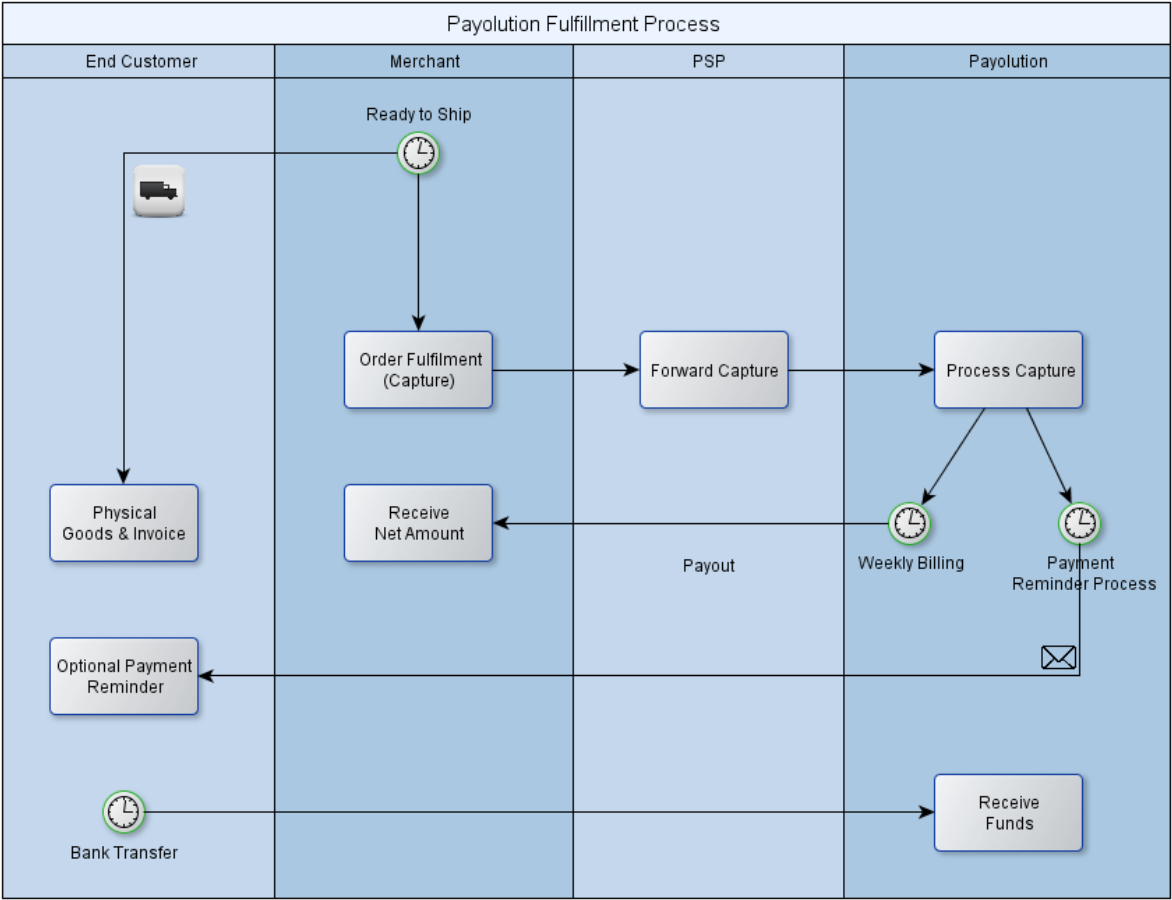 Payolution Fulfillment Process
End Customer
Merchant
PSP
Payolution
Ready to Ship
Order Fulfilment
(Capture)
Forward Capture
Process Capture
Physical
Goods & Invoice
Receive
Net Amount
Payout
Weekly Billing
Payment
Reminder Process
Optional Payment
Reminder
Bank Transfer
Receive
Funds